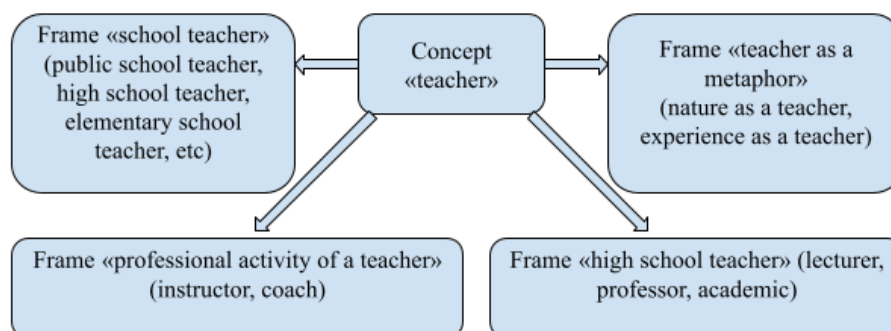 Frame «school teacher»
(public school teacher,
high school teacher,
elementary school
teacher, etc)
Concept
«teacher»
Frame «teacher as a
metaphor»
(nature as a teacher,
experience as a teacher)
Frame «professional activity of a teacher»
(instructor, coach)
Frame «high school teacher» (lecturer,
professor, academic)